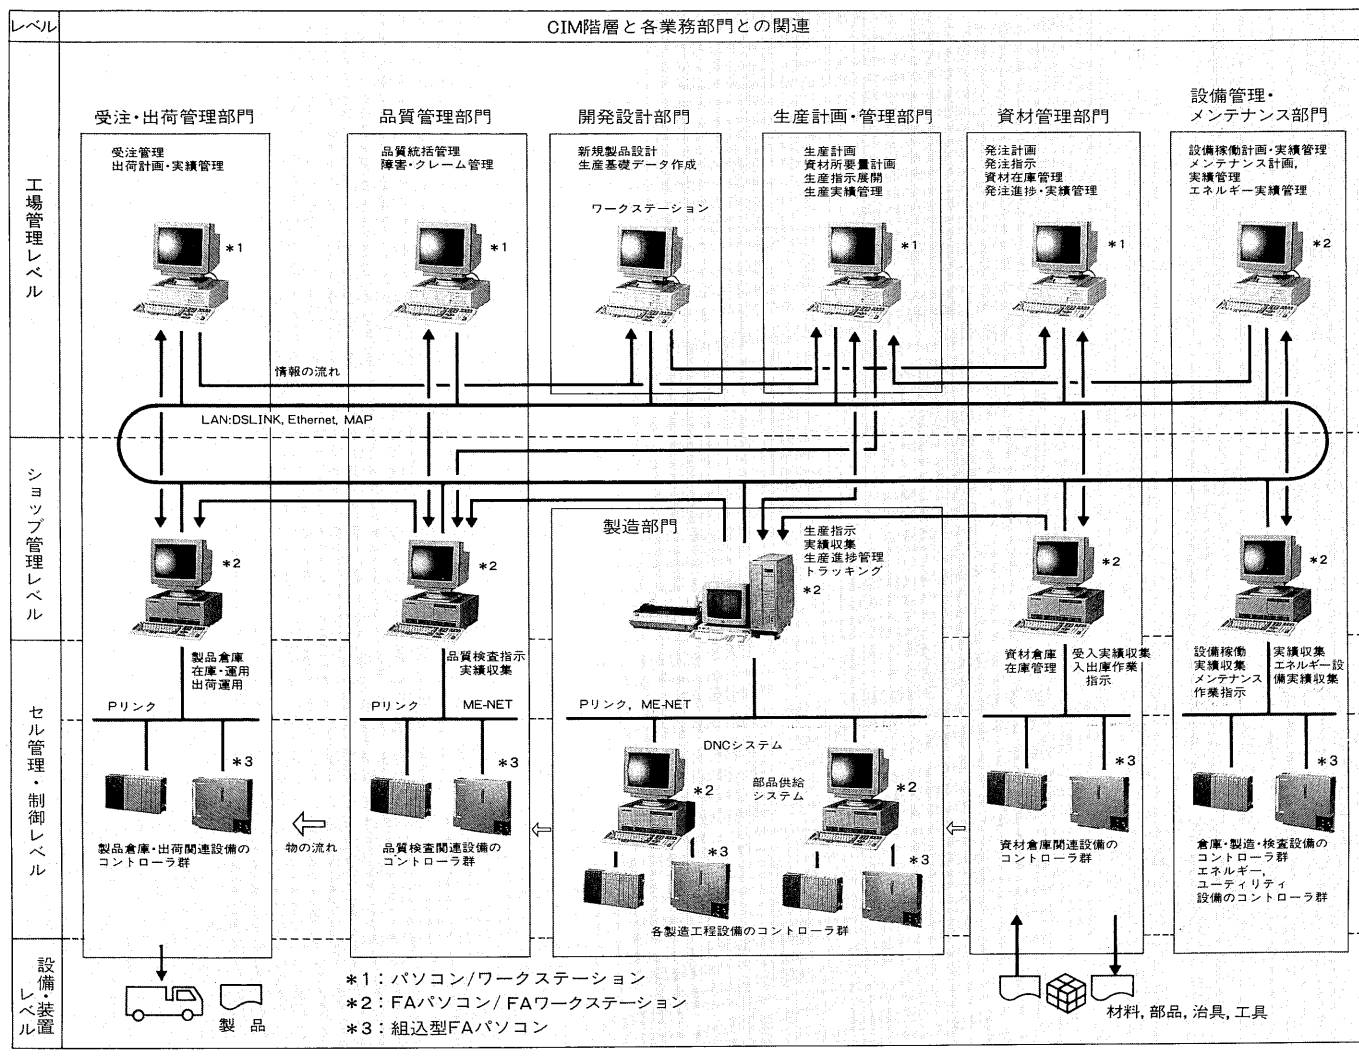 レベル
CIM階層と各業務部門との関連
工場管理レベル
受注・出荷管理部門
受注管理
出荷計画・実績管理
*1
品質管理部門
品質統括管理
障害・クレーム管理
*1
開発設計部門
新規製品設計
生産基礎データ作成
ワークステーション
生産計画・管理部門
生産計画
資材所要量計画
生産指示展開
生産実績管理
*1
資材管理部門
発注計画
発注指示
資材在庫管理
発注進捗・実績管理
*1
設備管理・
メンテナンス部門
設備稼働計画・実績管理
メンテナンス計画,
実績管理
エネルギー実績管理
*2
情報の流れ
LAN:DSLINK, Ethernet, MAP
ショップ管理レベル
*2
*2
製造部門
生産指示
実績収集
生産進捗管理
トラッキング
*2
*2
*2
製品倉庫
在庫・運用
出荷運用
品質検査指示
実績収集
資材倉庫
在庫管理
受入実績収集
入出庫作業
指示
設備稼働
実績収集
メンテナンス
作業指示
実績収集
エネルギー設
備実績収集
セル管理・制御レベル
Pリンク
*3
製品倉庫・出荷関連設備の
コントローラ群
物の流れ
Pリンク
ME-NET
*3
品質検査関連設備の
コントローラ群
Pリンク, ME-NET
DNCシステム
*2
*3
部品供給
システム
*2
*3
各製造工程設備のコントローラ群
*3
資材倉庫関連設備の
コントローラ群
*3
倉庫・製造・検査設備の
コントローラ群
エネルギー,
ユーティリティ
設備のコントローラ群
設備・装置
レベル
製品
*1：パソコン/ワークステーション
*2：FAパソコン/FAワークステーション
*3：組込型FAパソコン
材料, 部品, 治具, 工具